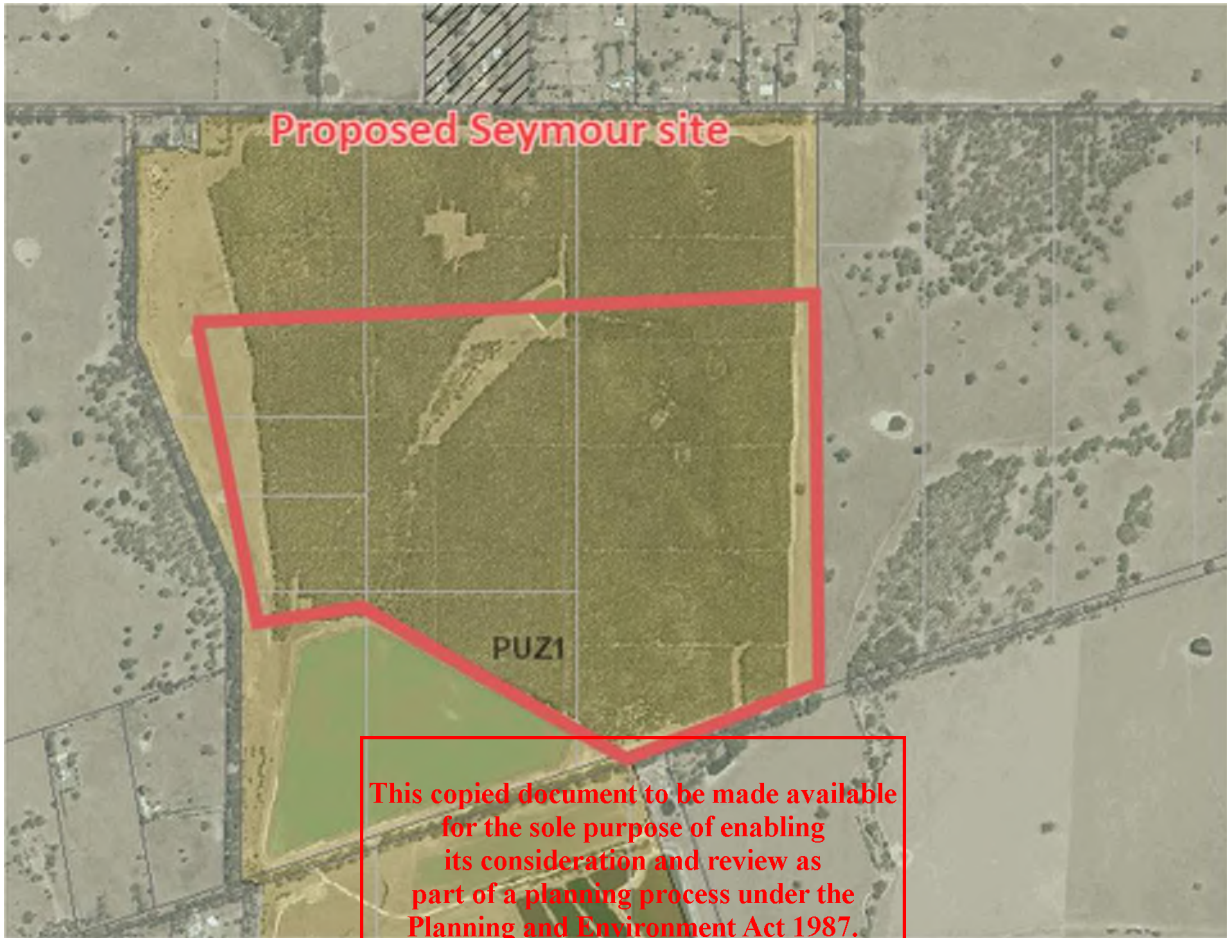 Proposed Seymour site
PUZ1
This copied document to be made available
for the sole purpose of enabling
its consideration and review as
part of a planning process under the
Planning and Environment Act 1987.